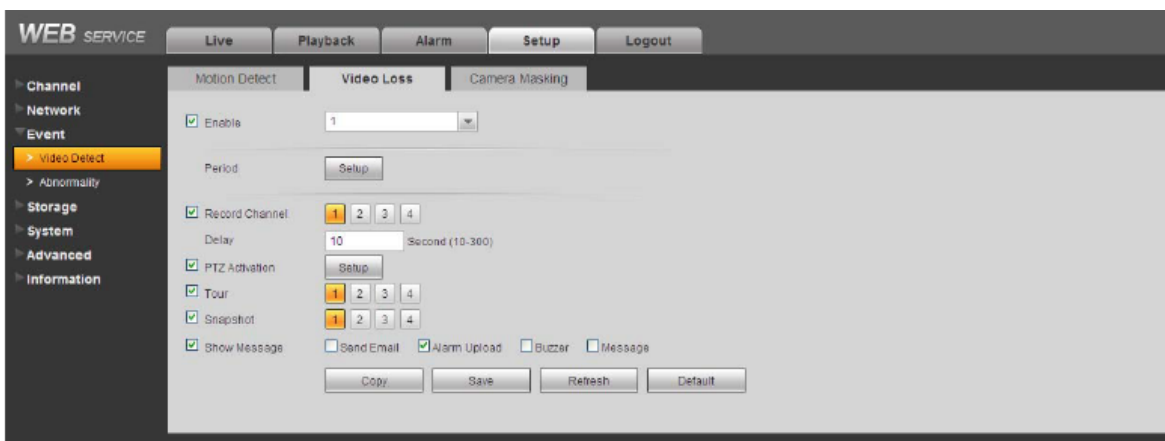 WEB SERVICE
Live Playback Alarm Setup Logout
Motion Detect Video Loss Camera Masking
Channel
Network
Event
> Video Detect
> Abnormality
Storage
System
Advanced
Information
Enable 1
Period Setup
Record Channel 1 2 3 4
Delay 10 Second (10-300)
PTZ Activation Setup
Tour 1 2 3 4
Snapshot 1 2 3 4
Show Message Send Email Alarm Upload Buzzer Message
Copy Save Refresh Default